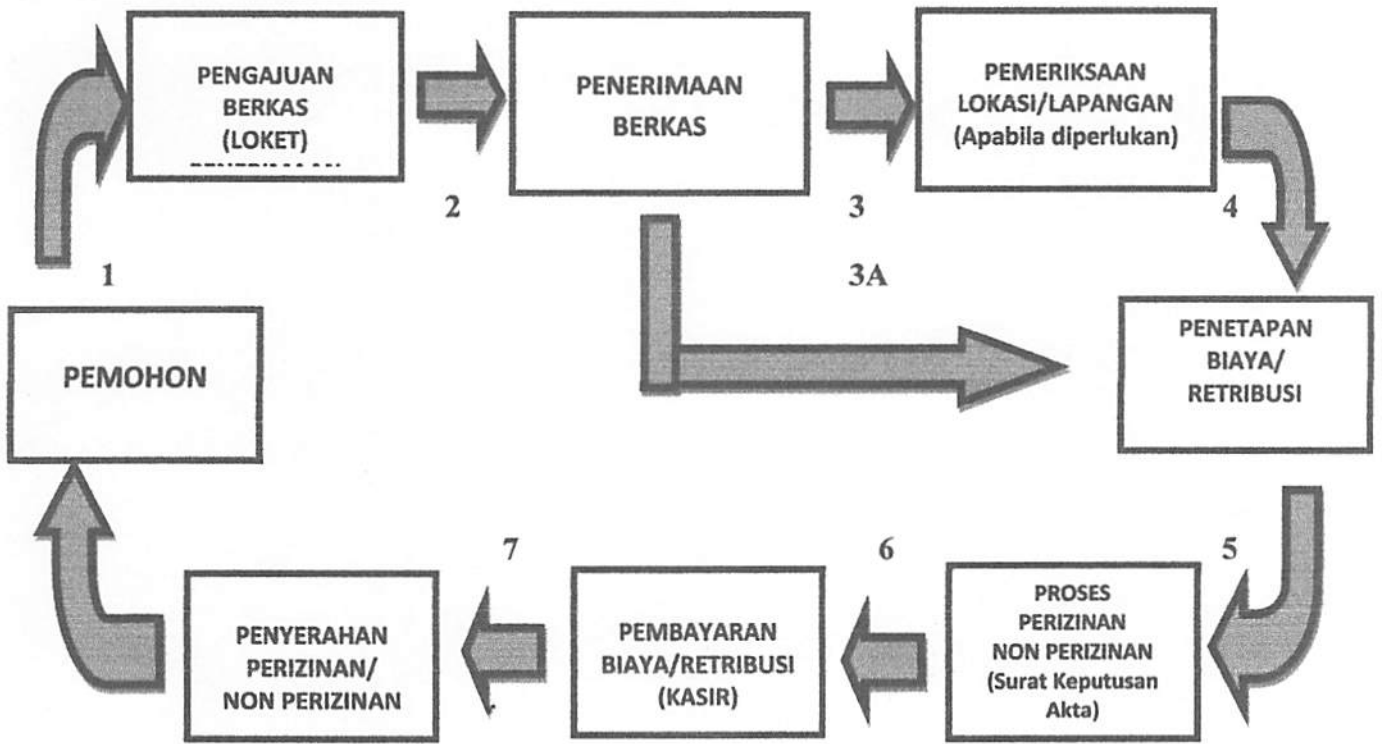 PENGAJUAN
BERKAS
(LOKET)
2
PENERIMAAN
BERKAS
3
PEMERIKSAAN
LOKASI/LAPANGAN
(Apabila diperlukan)
4
1
3A
PEMOHON
PENETAPAN
BIAYA/
RETRIBUSI
7
6
5
PENYERAHAN
PERIZINAN/
NON PERIZINAN
PEMBAYARAN
BIAYA/RETRIBUSI
(KASIR)
PROSES
PERIZINAN
NON PERIZINAN
(Surat Keputusan
Akta)